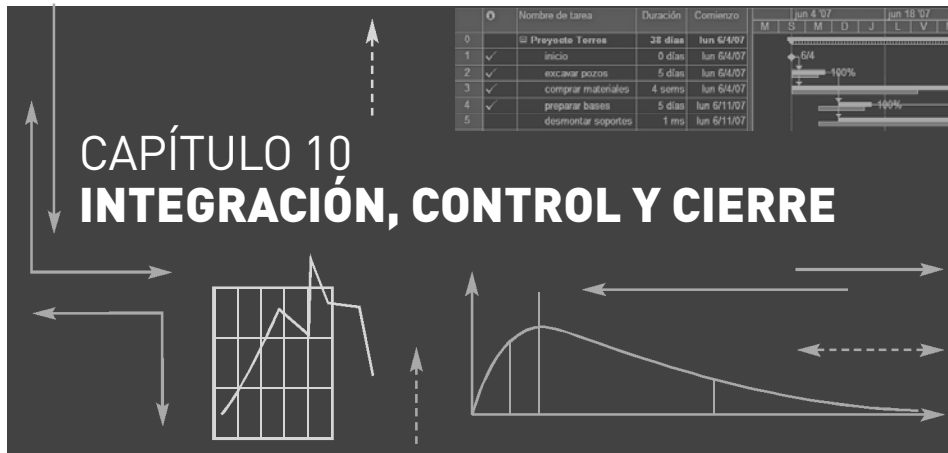 Nombre de tarea Duración Comienzo jun 4 '07 jun 18 '07
M S M D J L V
0 Proyecto Torres 38 días lun 6/4/07
1 inicio 0 días lun 6/4/07 6/4
2 excavar pozos 5 días lun 6/4/07 100%
3 comprar materiales 4 sems lun 6/4/07
4 preparar bases 5 días lun 6/11/07 100%
5 desmontar soportes 1 ms lun 6/11/07
CAPÍTULO 10
INTEGRACIÓN, CONTROL Y CIERRE